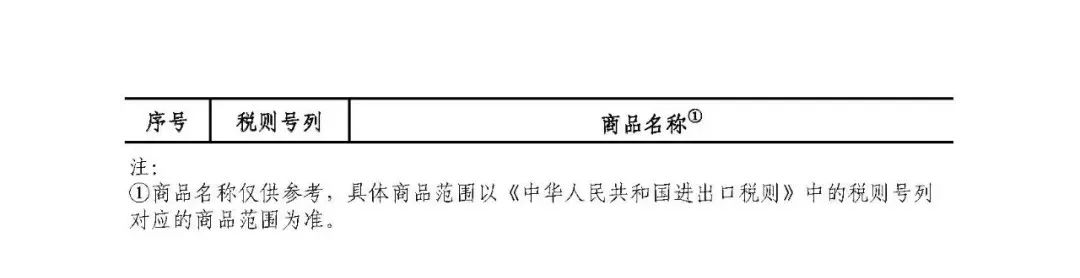 序号 税则号列 商品名称①
注：
①商品名称仅供参考，具体商品范围以《中华人民共和国进出口税则》中的税则号列
对应的商品范围为准。